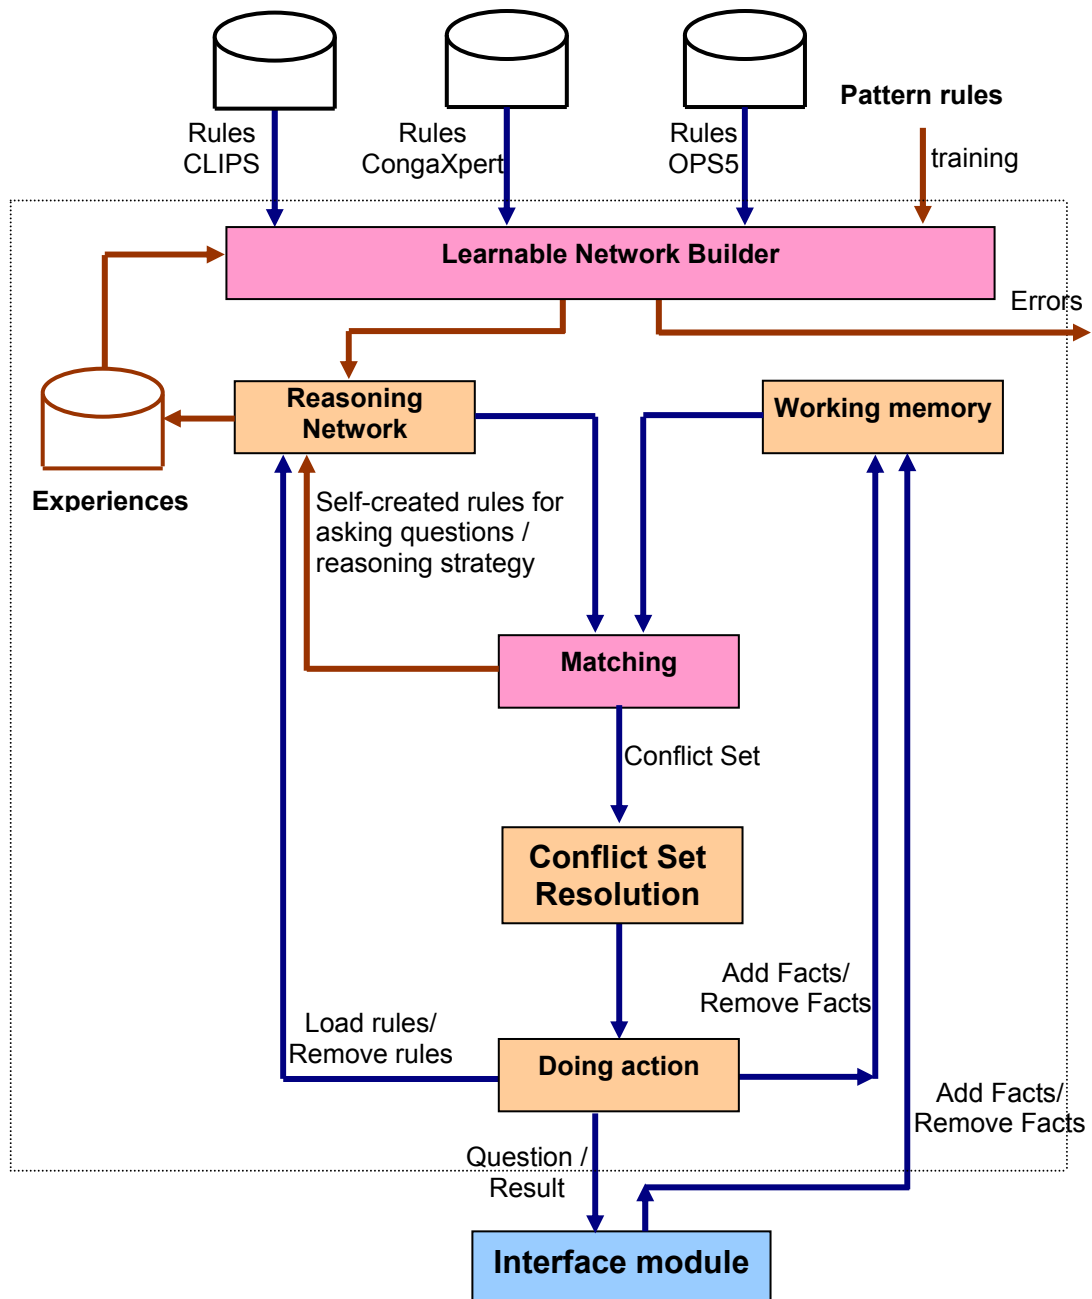 Rules
CLIPS
Rules
CongaXpert
Rules
OPS5
Pattern rules
training
Learnable Network Builder
Errors
Reasoning
Network
Working memory
Experiences
Self-created rules for
asking questions /
reasoning strategy
Matching
Conflict Set
Conflict Set
Resolution
Add Facts/
Remove Facts
Load rules/
Remove rules
Doing action
Add Facts/
Remove Facts
Question /
Result
Interface module